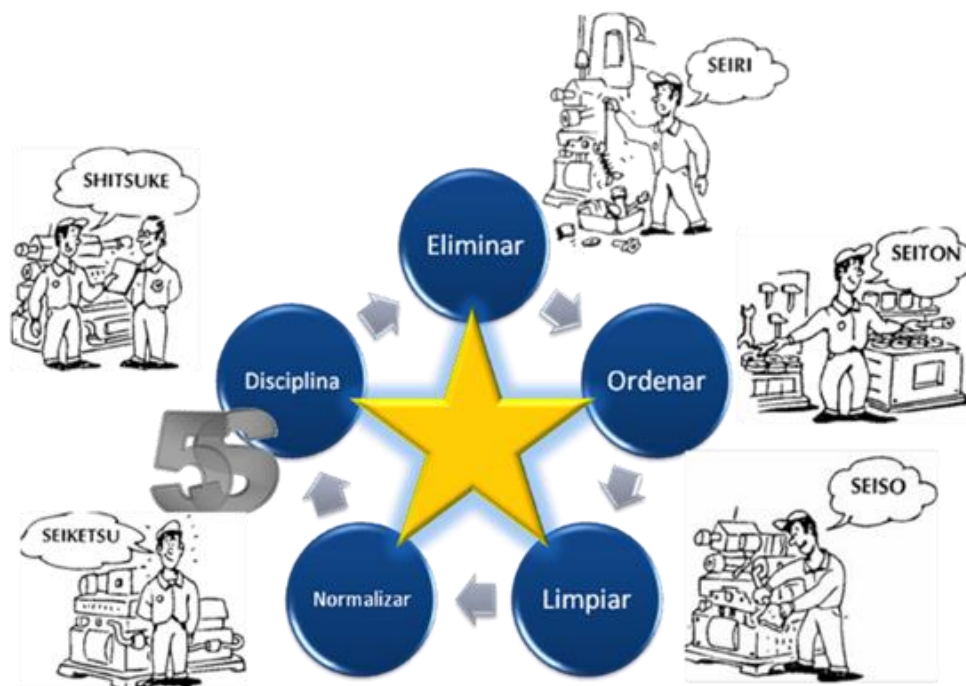 SEIRI
Eliminar
SHITSUKE
SEITON
Disciplina
Ordenar
5S
SEISO
SEIKETSU
Normalizar
Limpiar